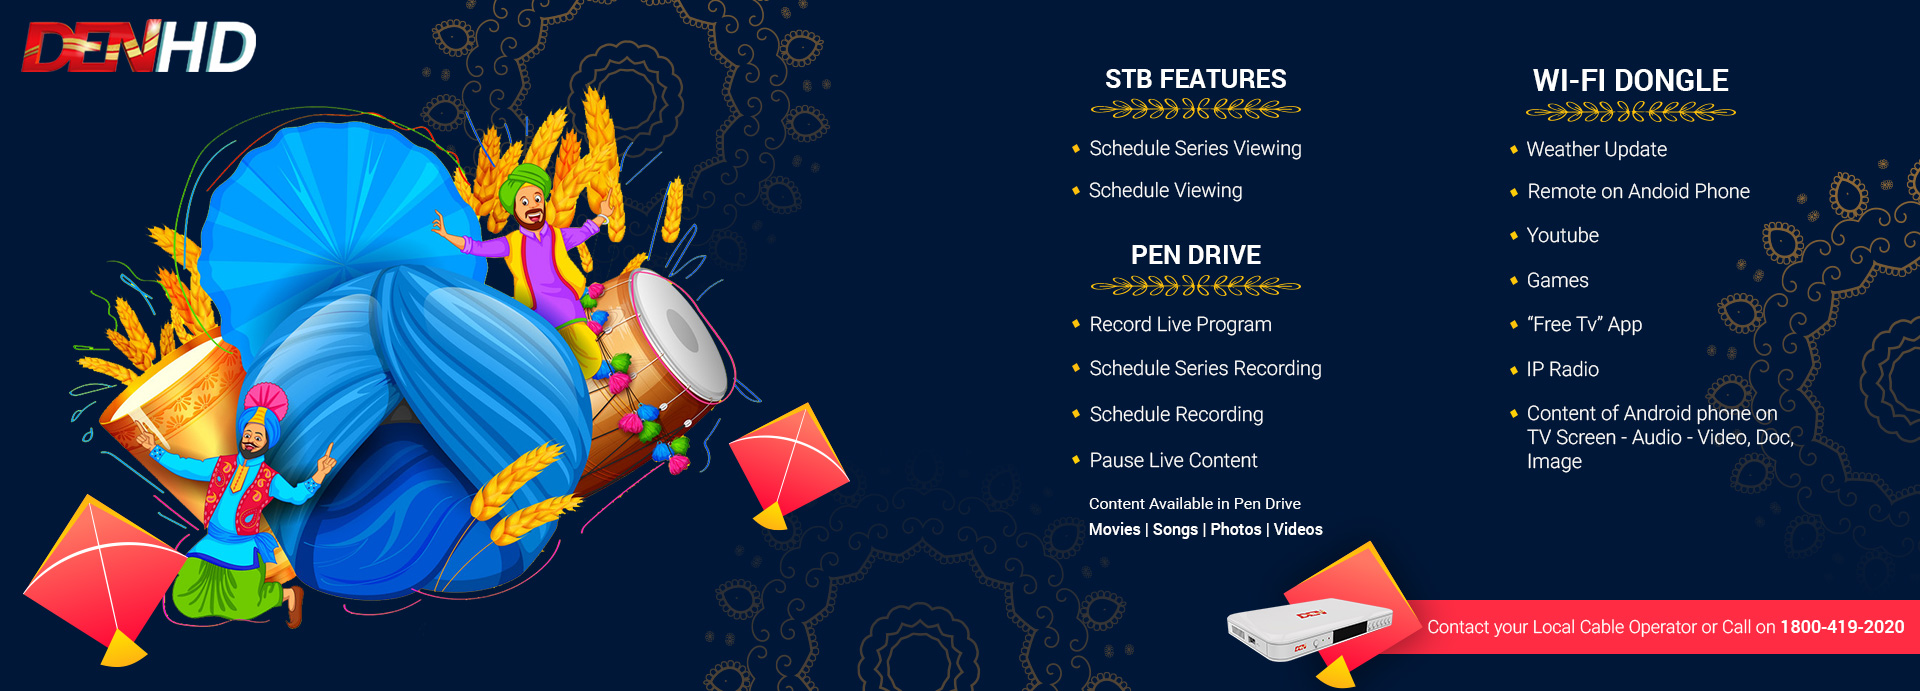 DENHD
STB FEATURES
Schedule Series Viewing
Schedule Viewing
PEN DRIVE
Record Live Program
Schedule Series Recording
Schedule Recording
Pause Live Content
Content Available in Pen Drive
Movies | Songs | Photos | Videos
WI-FI DONGLE
Weather Update
Remote on Andoid Phone
Youtube
Games
“Free Tv” App
IP Radio
Content of Android phone on
TV Screen - Audio - Video, Doc,
Image
DEN
DEN
Contact your Local Cable Operator or Call on 1800-419-2020